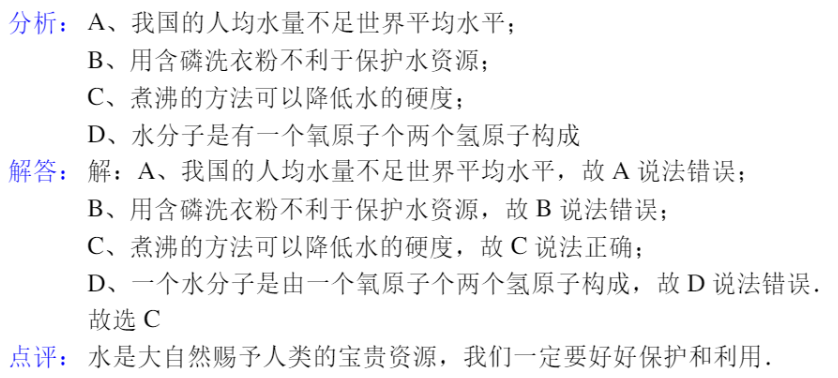 分析：A、我国的人均水量不足世界平均水平；
B、用含磷洗衣粉不利于保护水资源；
C、煮沸的方法可以降低水的硬度；
D、水分子是有一个氧原子个两个氢原子构成
解答：解：A、我国的人均水量不足世界平均水平，故 A 说法错误；
B、用含磷洗衣粉不利于保护水资源，故 B 说法错误；
C、煮沸的方法可以降低水的硬度，故 C 说法正确；
D、一个水分子是由一个氧原子个两个氢原子构成，故 D 说法错误．
故选 C
点评：水是大自然赐予人类的宝贵资源，我们一定要好好保护和利用．